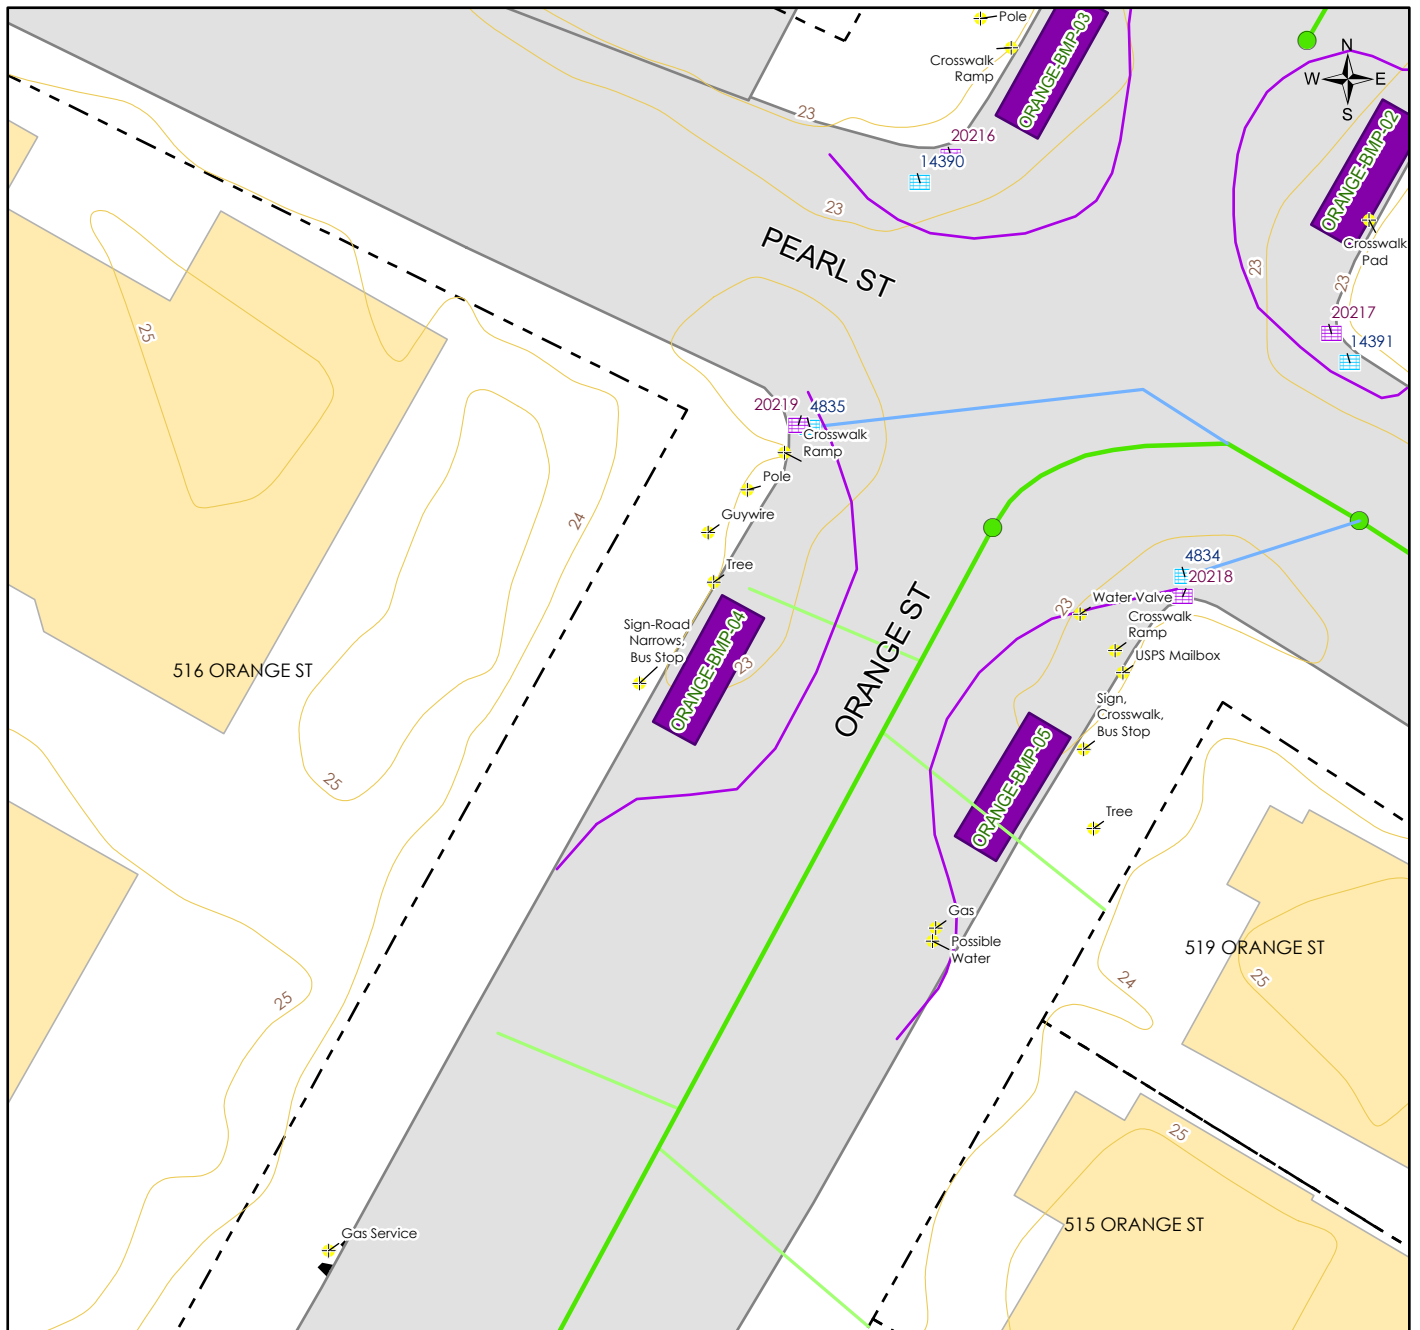 Pole
ORANGE-BMP-03
N
Crosswalk
Ramp
W
E
S
23
20216
ORANGE-BMP-02
14390
23
PEARL ST
Crosswalk
Pad
23
23
25
20217
14391
20219
4835
Crosswalk
Ramp
Pole
24
Guywire
4834
Tree
20218
ORANGE ST
23
Water Valve
Crosswalk
Ramp
Sign-Road
Narrows,
Bus Stop
ORANGE-BMP-04
23
USPS Mailbox
516 ORANGE ST
Sign,
Crosswalk,
Bus Stop
ORANGE-BMP-05
25
Tree
Gas
Possible
Water
519 ORANGE ST
24
25
25
25
515 ORANGE ST
Gas Service